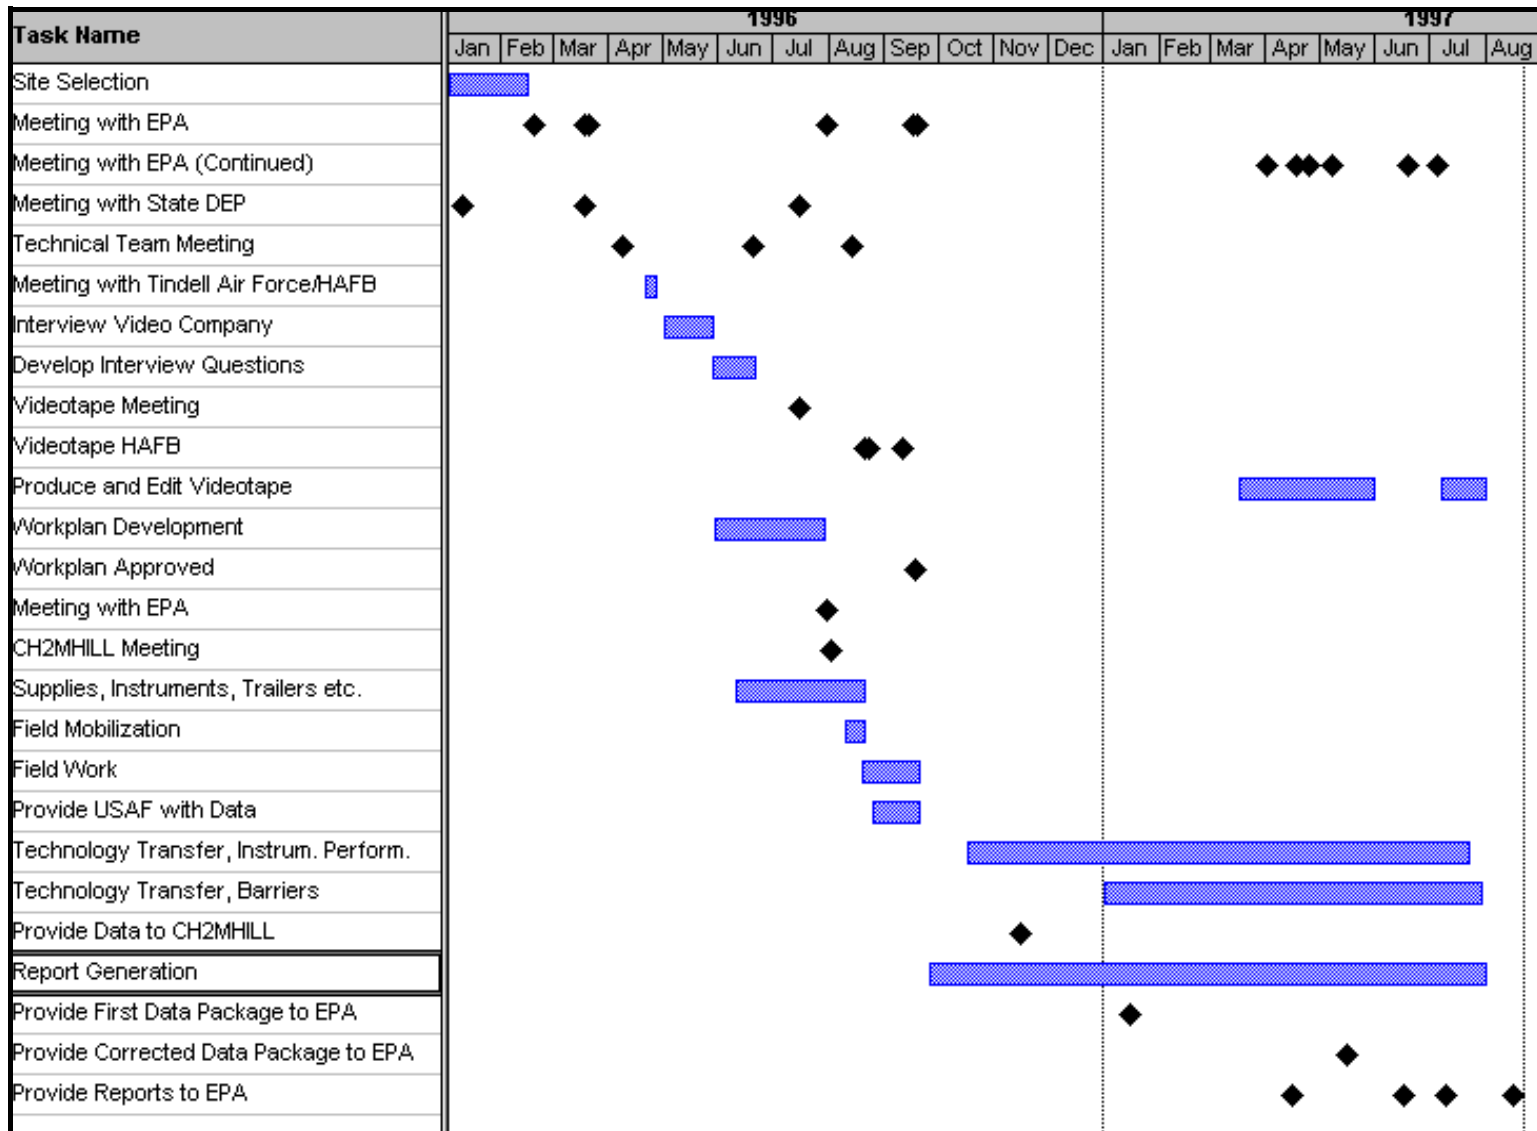 1996 1997
Task Name
Jan Feb Mar Apr May Jun Jul Aug Sep Oct Nov Dec Jan Feb Mar Apr May Jun Jul Aug
Site Selection
Meeting with EPA
Meeting with EPA (Continued)
Meeting with State DEP
Technical Team Meeting
Meeting with Tindell Air Force/HAFB
Interview Video Company
Develop Interview Questions
Videotape Meeting
Videotape HAFB
Produce and Edit Videotape
Workplan Development
Workplan Approved
Meeting with EPA
CH2MHILL Meeting
Supplies, Instruments, Trailers etc.
Field Mobilization
Field Work
Provide USAF with Data
Technology Transfer, Instrum. Perform.
Technology Transfer, Barriers
Provide Data to CH2MHILL
Report Generation
Provide First Data Package to EPA
Provide Corrected Data Package to EPA
Provide Reports to EPA